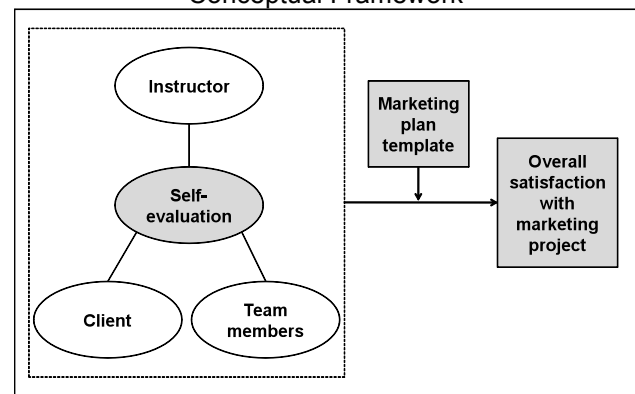 Conceptual Framework
Instructor
Marketing
plan
template
Self-
evaluation
Overall
satisfaction
with
marketing
project
Client
Team
members